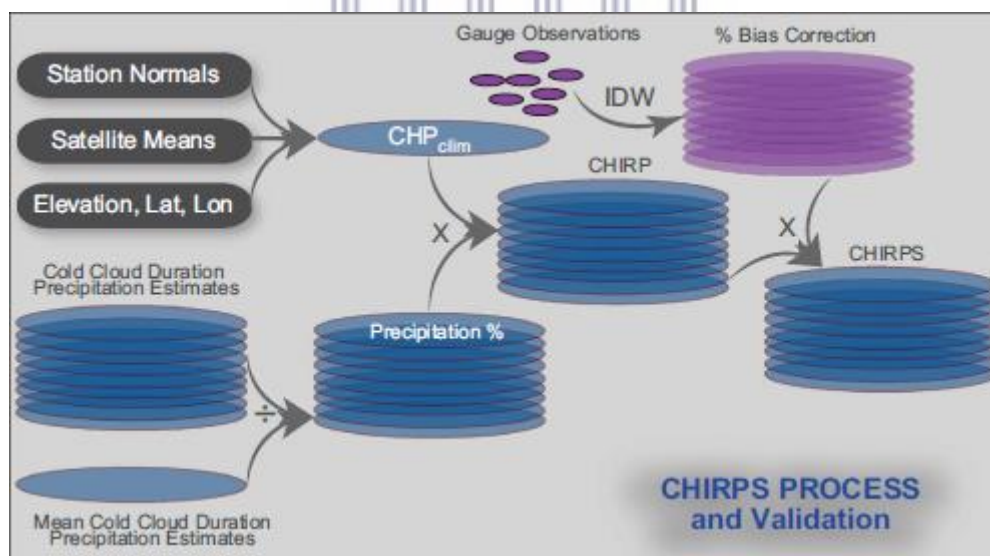 Gauge Observations
% Bias Correction
Station Normals
IDW
Satellite Means
CHPclim
CHIRP
Elevation, Lat, Lon
X
X
CHIRPS
Cold Cloud Duration
Precipitation Estimates
Precipitation %
÷
CHIRPS PROCESS
and Validation
Mean Cold Cloud Duration
Precipitation Estimates